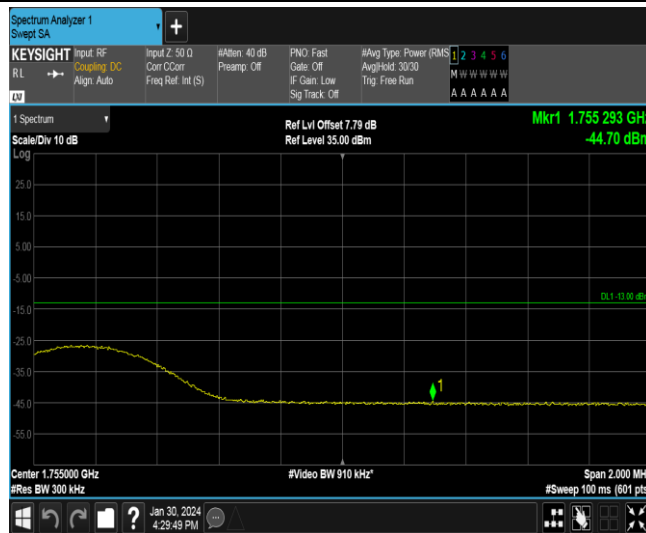 Spectrum Analyzer 1
Swept SA
+
KEYSIGHT
RL
LXI
Input: RF
Coupling: DC
Align: Auto
Input Z: 50 Ω
Corr CCorr
Freq Ref: Int (S)
#Atten: 40 dB
Preamp: Off
PNO: Fast
Gate: Off
IF Gain: Low
Sig Track: Off
#Avg Type: Power (RMS
Avg|Hold: 30/30
Trig: Free Run
1 2 3 4 5 6
M W W W W W
A A A A A A
1 Spectrum
Scale/Div 10 dB
Log
Ref Lvl Offset 7.79 dB
Ref Level 35.00 dBm
Mkr1 1.755 293 GHz
-44.70 dBm
25.0
15.0
5.00
-5.00
-15.0
-25.0
-35.0
-45.0
-55.0
DL1 -13.00 dBm
1
Center 1.755000 GHz
#Res BW 300 kHz
#Video BW 910 kHz*
Span 2.000 MH
#Sweep 100 ms (601 pts
?
Jan 30, 2024
4:29:49 PM